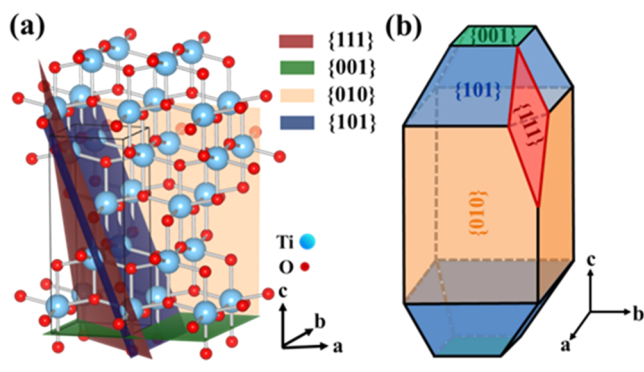 (a)
{111}
{001}
{010}
{101}
Ti
O
c
b
a
(b)
{001}
{101}
{111}
{010}
c
b
a